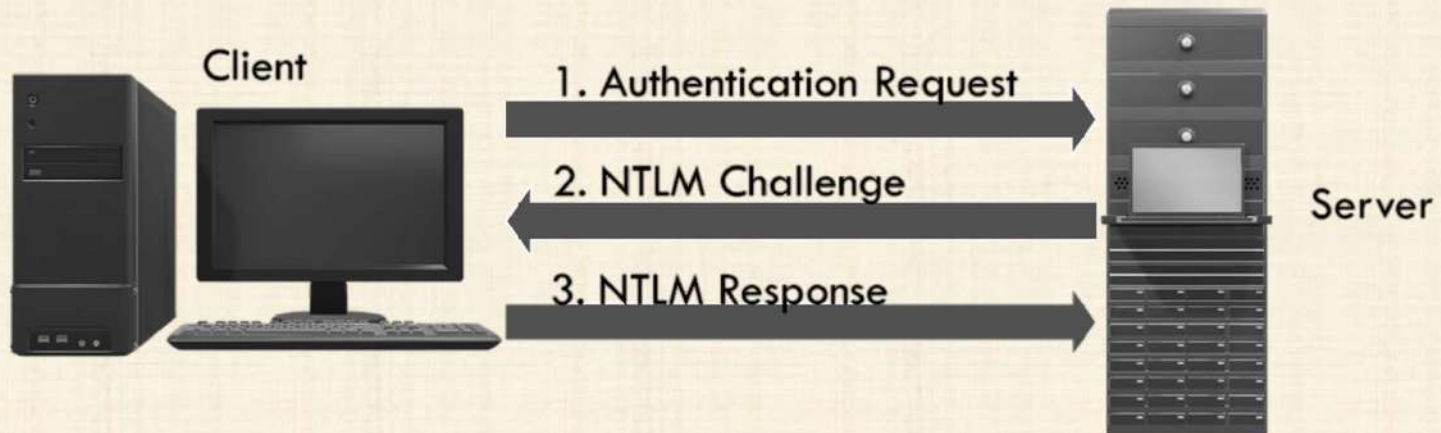 Client
1. Authentication Request
2. NTLM Challenge
Server
3. NTLM Response